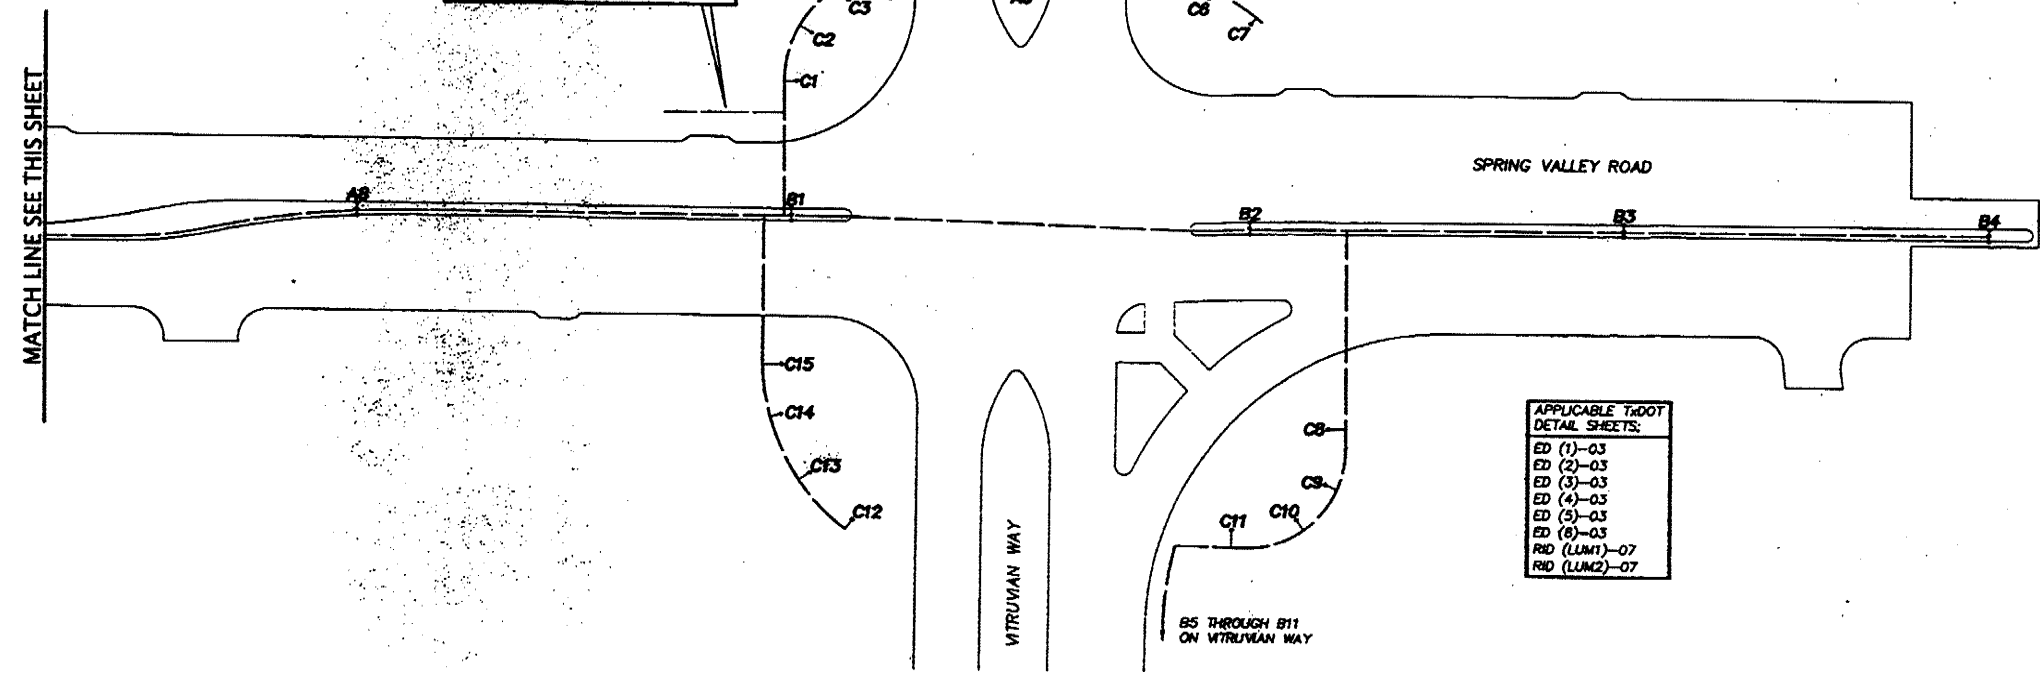 C3
C6
C2
C7
C1
MATCH LINE SEE THIS SHEET
SPRING VALLEY ROAD
A8
B1
B2
B3
B4
C15
C14
C13
C12
C8
C9
C10
C11
APPLICABLE TxDOT
DETAIL SHEETS:
ED (1)-03
ED (2)-03
ED (3)-03
ED (4)-03
ED (5)-03
ED (8)-03
RID (LUM1)-07
RID (LUM2)-07
VITRUVIAN WAY
B5 THROUGH B11
ON VITRUVIAN WAY